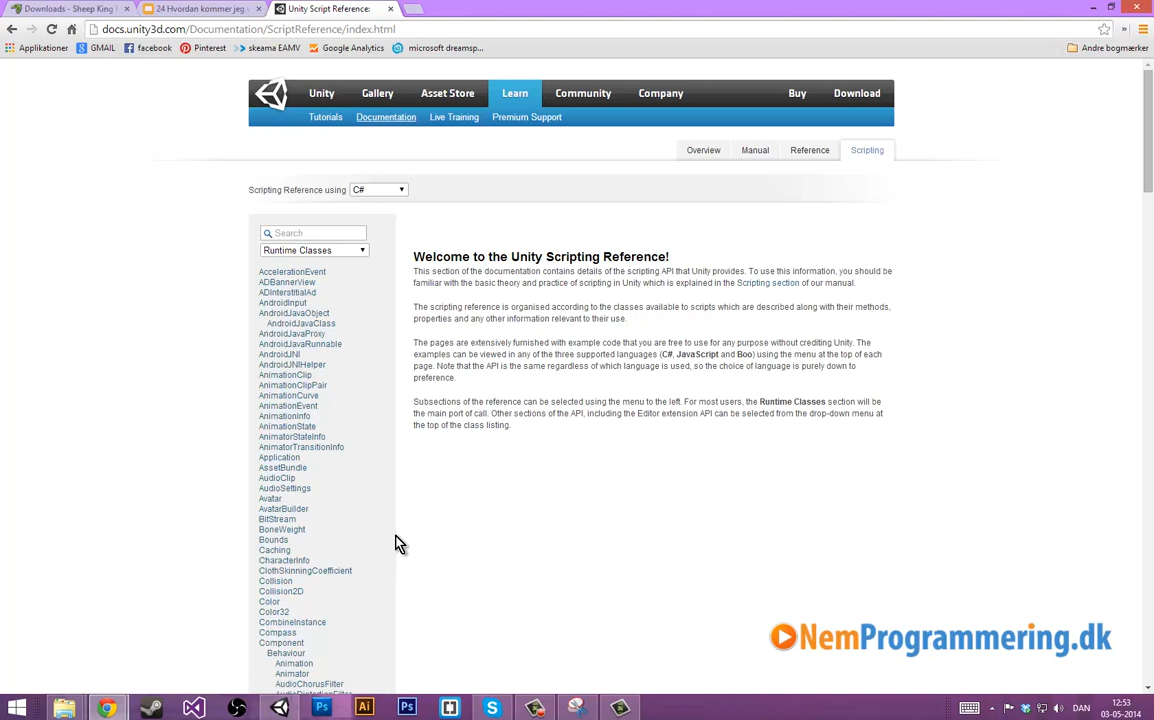 Downloads - Sheep King
24 Hvordan kommer jeg
Unity Script Reference:
docs.unity3d.com/Documentation/ScriptReference/index.html
Applikationer
GMAIL
facebook
Pinterest
skeama EAMV
Google Analytics
microsoft dreamsp...
Andre bogmærker
Unity
Gallery
Asset Store
Learn
Community
Company
Buy
Download
Tutorials
Documentation
Live Training
Premium Support
Overview
Manual
Reference
Scripting
Scripting Reference using
C#
Search
Runtime Classes
AccelerationEvent
ADBannerView
ADInterstitialAd
AndroidInput
AndroidJavaObject
AndroidJavaClass
AndroidJavaProxy
AndroidJavaRunnable
AndroidJNI
AndroidJNIHelper
AnimationClip
AnimationClipPair
AnimationCurve
AnimationEvent
AnimationInfo
AnimationState
AnimatorStateInfo
AnimatorTransitionInfo
Application
AssetBundle
AudioClip
AudioSettings
Avatar
AvatarBuilder
BitStream
BoneWeight
Bounds
Caching
CharacterInfo
ClothSkinningCoefficient
Collision
Collision2D
Color
Color32
CombineInstance
Compass
Component
Behaviour
Animation
Animator
AudioChorusFilter
AudioDistortionFilter
Welcome to the Unity Scripting Reference!
This section of the documentation contains details of the scripting API that Unity provides. To use this information, you should be
familiar with the basic theory and practice of scripting in Unity which is explained in the Scripting section of our manual.
The scripting reference is organised according to the classes available to scripts which are described along with their methods,
properties and any other information relevant to their use.
The pages are extensively furnished with example code that you are free to use for any purpose without crediting Unity. The
examples can be viewed in any of the three supported languages (C#, JavaScript and Boo) using the menu at the top of each
page. Note that the API is the same regardless of which language is used, so the choice of language is purely down to
preference.
Subsections of the reference can be selected using the menu to the left. For most users, the Runtime Classes section will be
the main port of call. Other sections of the API, including the Editor extension API can be selected from the drop-down menu at
the top of the class listing.
NemProgrammering.dk
Ps
Ai
Ps
DAN
12:53
03-05-2014